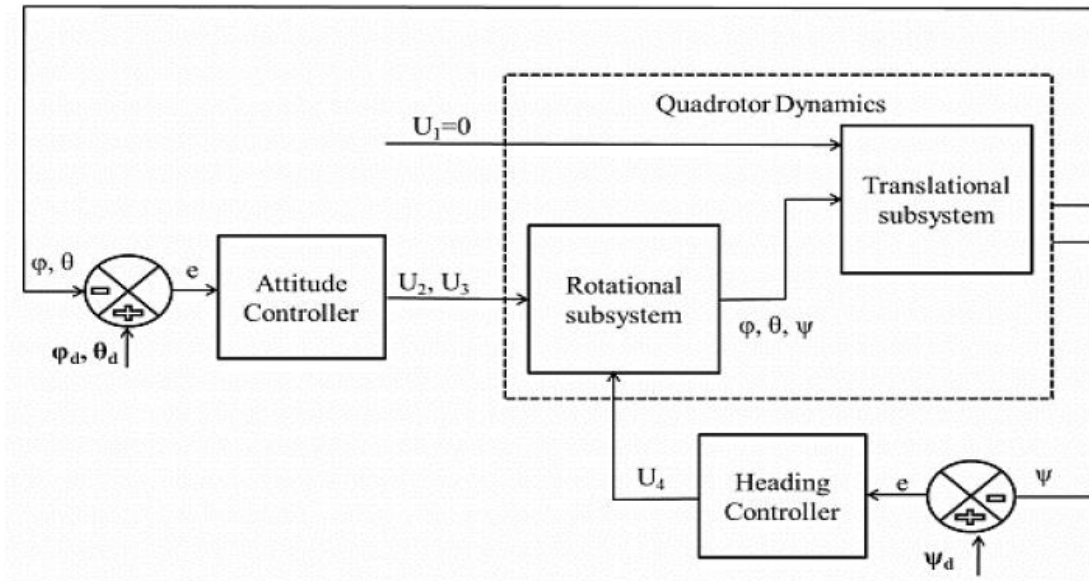 Quadrotor Dynamics
U₁=0
Translational
subsystem
φ, θ
e
Attitude
Controller
U₂, U₃
Rotational
subsystem
φ, θ, ψ
φd, θd
U₄
Heading
Controller
e
ψ
ψd